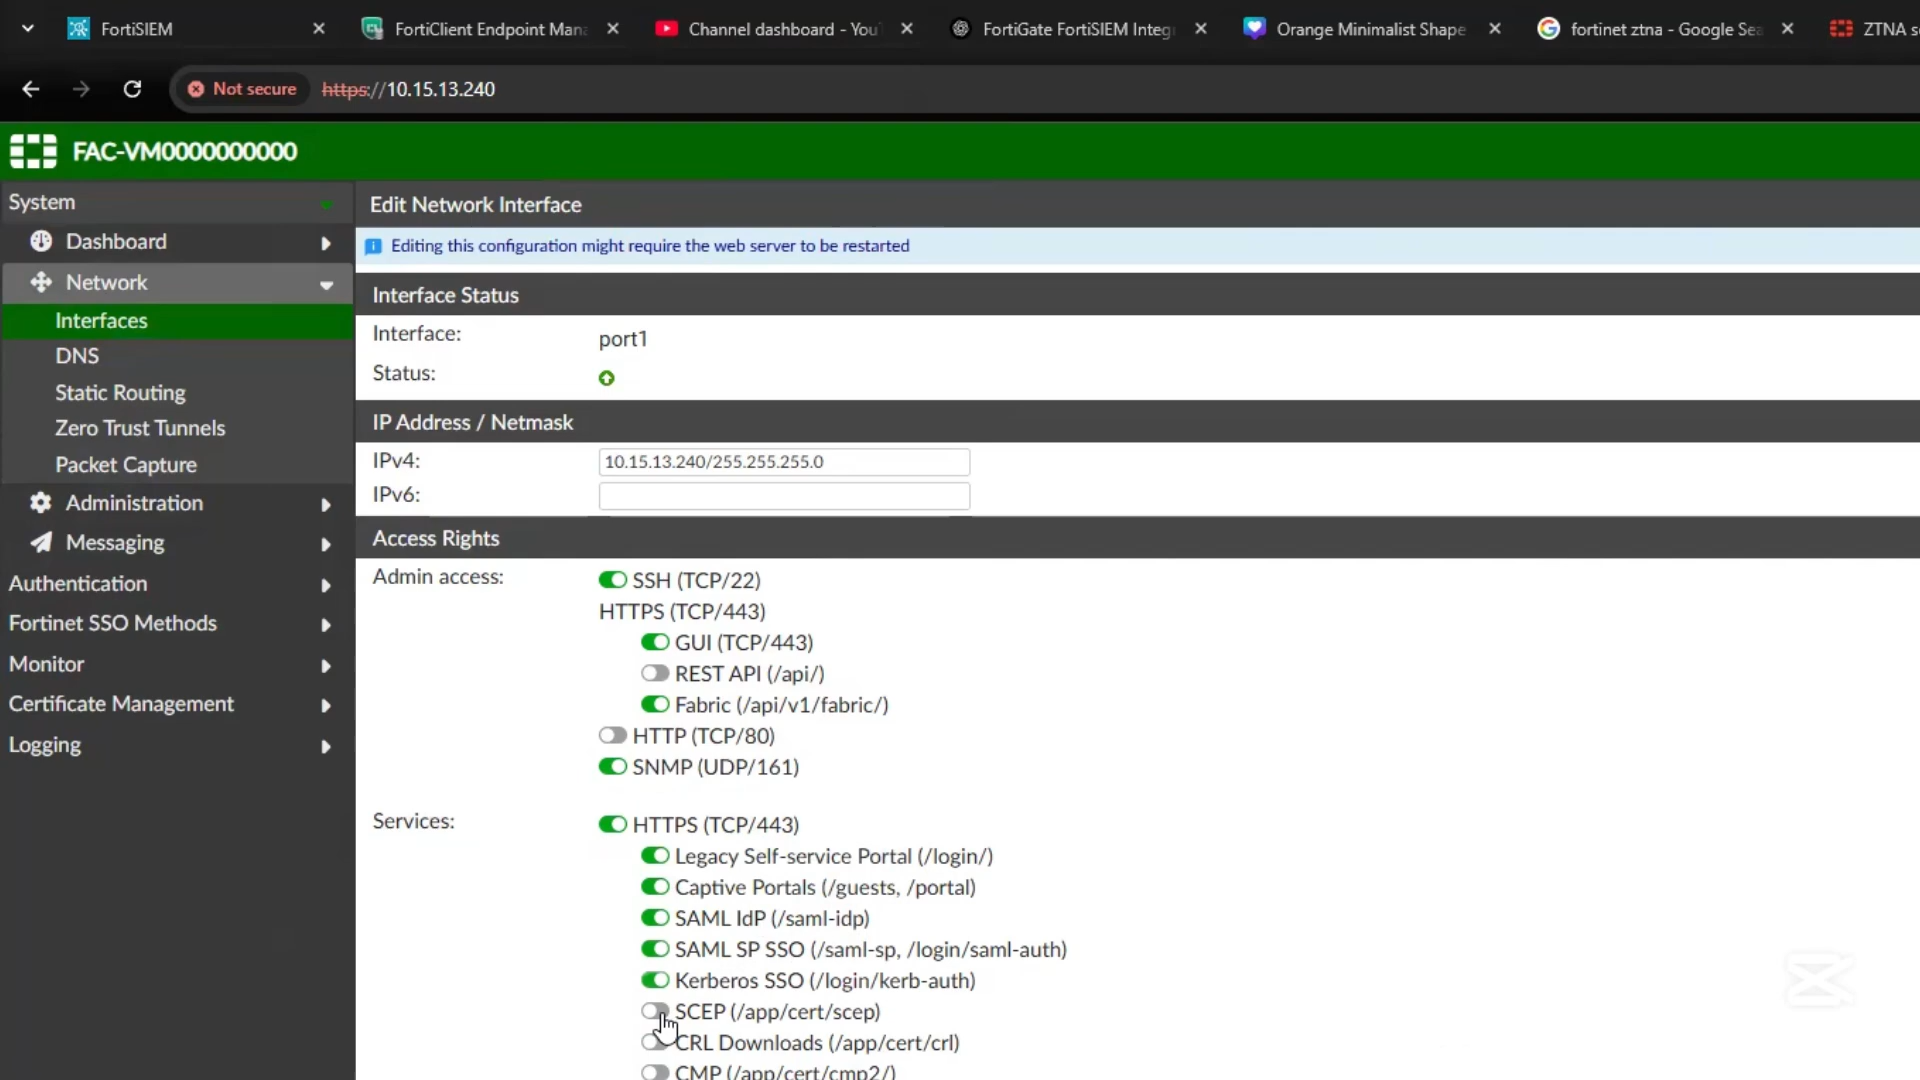 FortiSIEM
FortiClient Endpoint Mana
Channel dashboard - You
FortiGate FortiSIEM Integ
Orange Minimalist Shape
fortinet ztna - Google Sea
ZTNA s
Not secure
https://10.15.13.240
FAC-VM0000000000
System
Dashboard
Network
Interfaces
DNS
Static Routing
Zero Trust Tunnels
Packet Capture
Administration
Messaging
Authentication
Fortinet SSO Methods
Monitor
Certificate Management
Logging
Edit Network Interface
Editing this configuration might require the web server to be restarted
Interface Status
Interface: port1
Status:
IP Address / Netmask
IPv4: 10.15.13.240/255.255.255.0
IPv6:
Access Rights
Admin access: SSH (TCP/22)
HTTPS (TCP/443)
GUI (TCP/443)
REST API (/api/)
Fabric (/api/v1/fabric/)
HTTP (TCP/80)
SNMP (UDP/161)
Services: HTTPS (TCP/443)
Legacy Self-service Portal (/login/)
Captive Portals (/guests, /portal)
SAML IdP (/saml-idp)
SAML SP SSO (/saml-sp, /login/saml-auth)
Kerberos SSO (/login/kerb-auth)
SCEP (/app/cert/scep)
CRL Downloads (/app/cert/crl)
CMP (/app/cert/cmp2/)